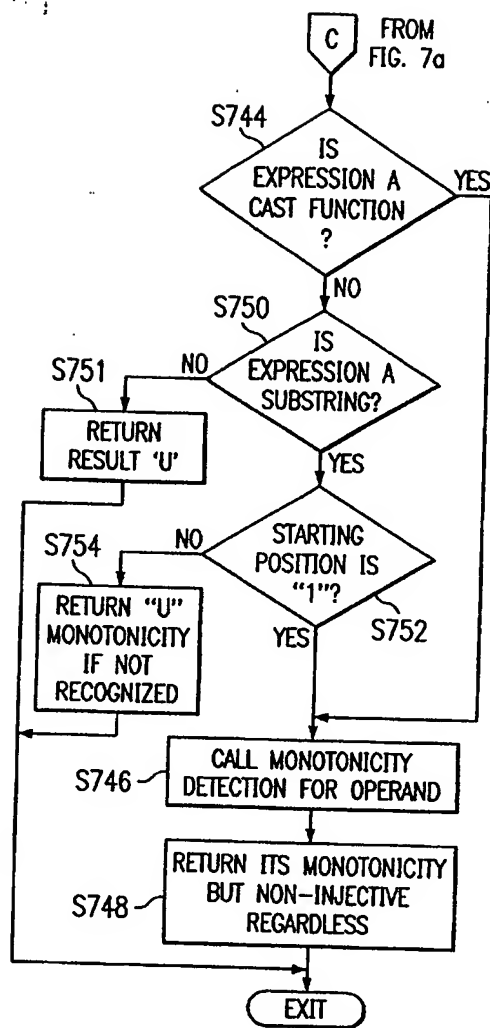 C
FROM
FIG. 7a
S744
IS
EXPRESSION A
CAST FUNCTION
?
YES
NO
S750
IS
EXPRESSION A
SUBSTRING?
NO
S751
RETURN
RESULT 'U'
YES
STARTING
POSITION IS
"1"?
NO
S754
RETURN "U"
MONOTONICITY
IF NOT
RECOGNIZED
S752
YES
S746
CALL MONOTONICITY
DETECTION FOR OPERAND
S748
RETURN ITS MONOTONICITY
BUT NON-INJECTIVE
REGARDLESS
EXIT